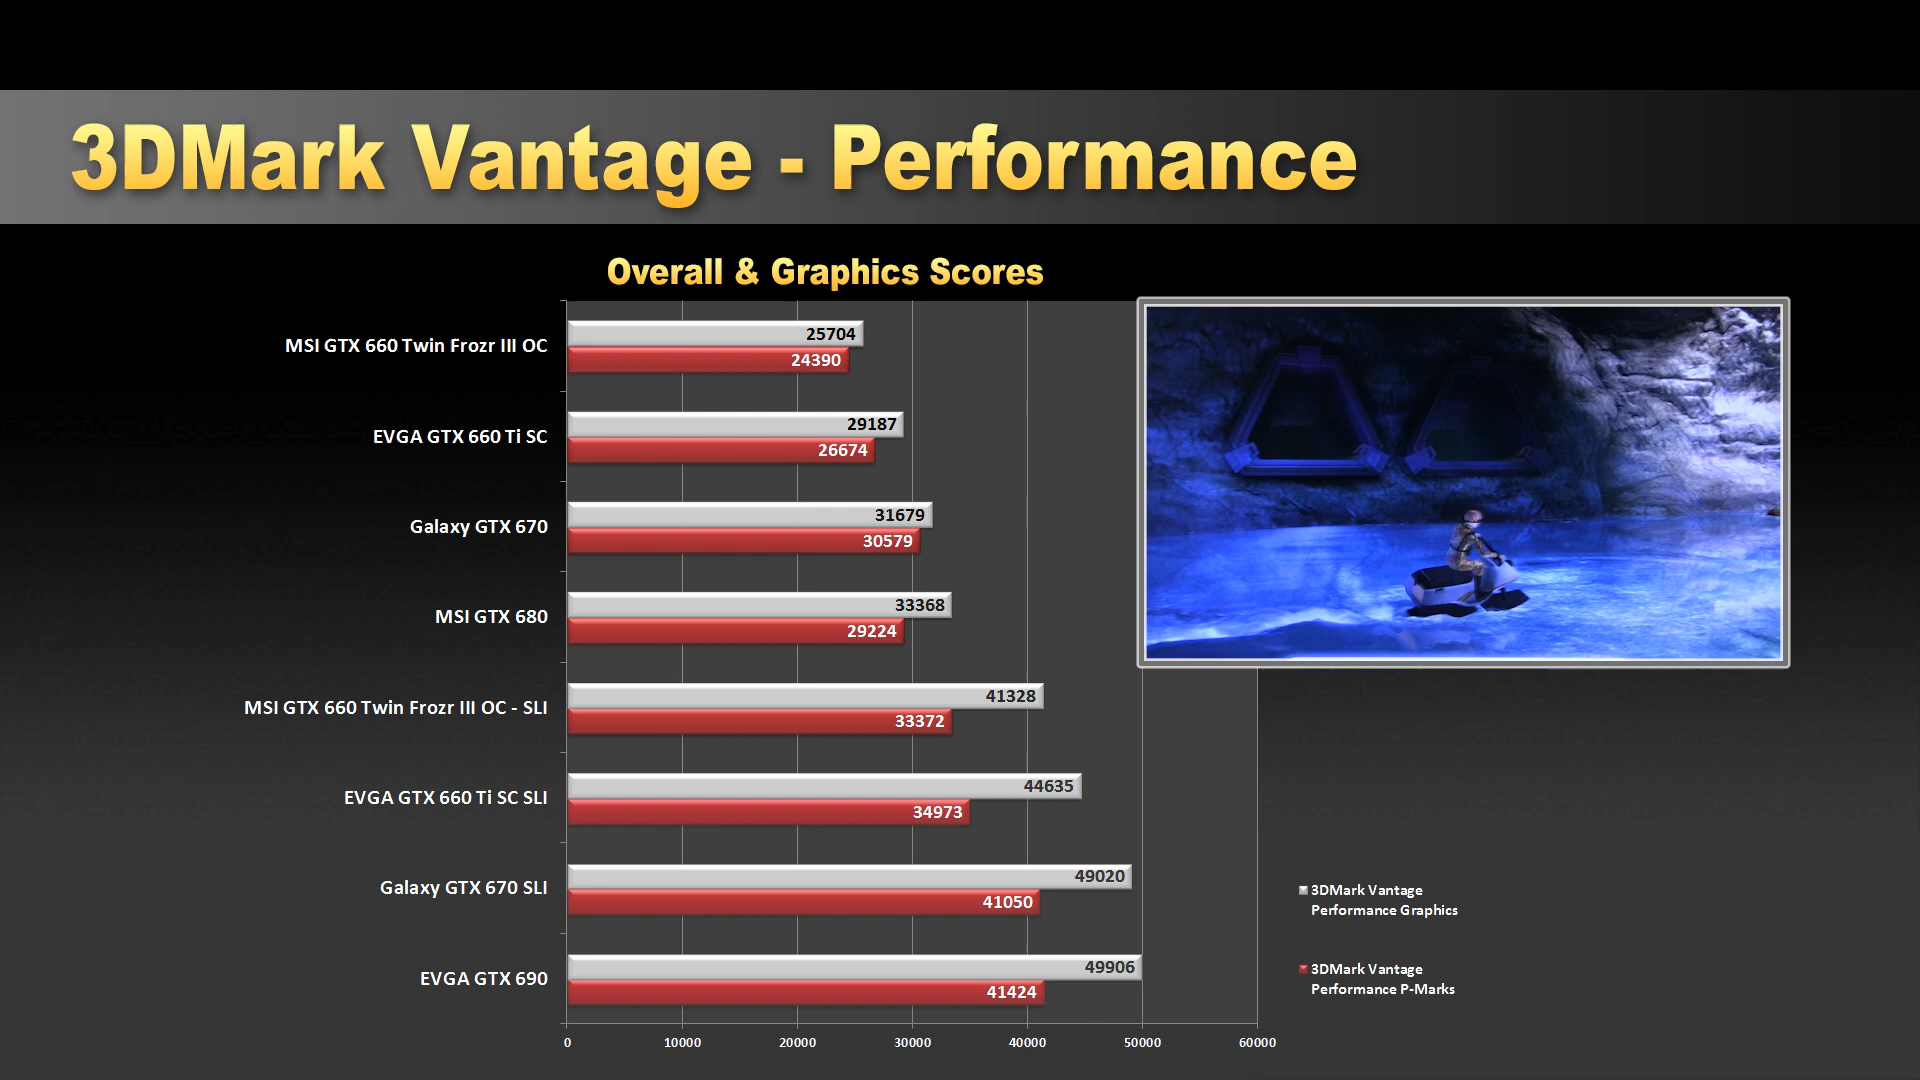 3DMark Vantage - Performance
Overall & Graphics Scores
MSI GTX 660 Twin Frozr III OC
25704
24390
EVGA GTX 660 Ti SC
29187
26674
Galaxy GTX 670
31679
30579
MSI GTX 680
33368
29224
MSI GTX 660 Twin Frozr III OC - SLI
41328
33372
EVGA GTX 660 Ti SC SLI
44635
34973
Galaxy GTX 670 SLI
49020
41050
EVGA GTX 690
49906
41424
0 10000 20000 30000 40000 50000 60000
3DMark Vantage
Performance Graphics
3DMark Vantage
Performance P-Marks